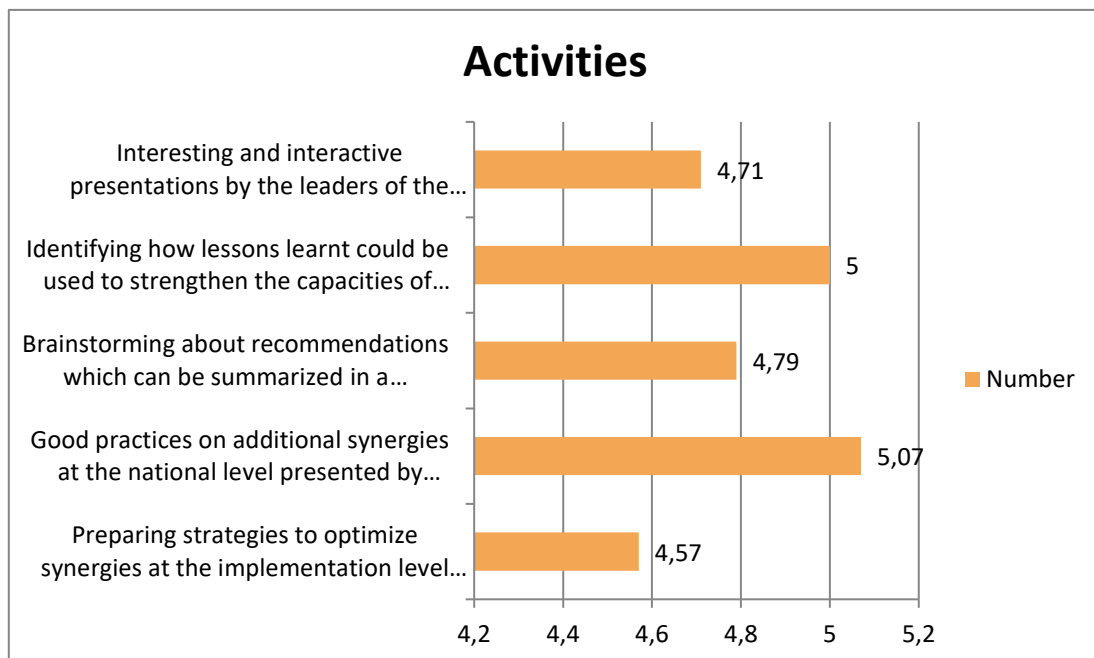 Activities
Interesting and interactive
presentations by the leaders of the...
4,71
Identifying how lessons learnt could be
used to strengthen the capacities of...
5
Brainstorming about recommendations
which can be summarized in a...
4,79
Good practices on additional synergies
at the national level presented by...
5,07
Preparing strategies to optimize
synergies at the implementation level...
4,57
Number
4,2 4,4 4,6 4,8 5 5,2